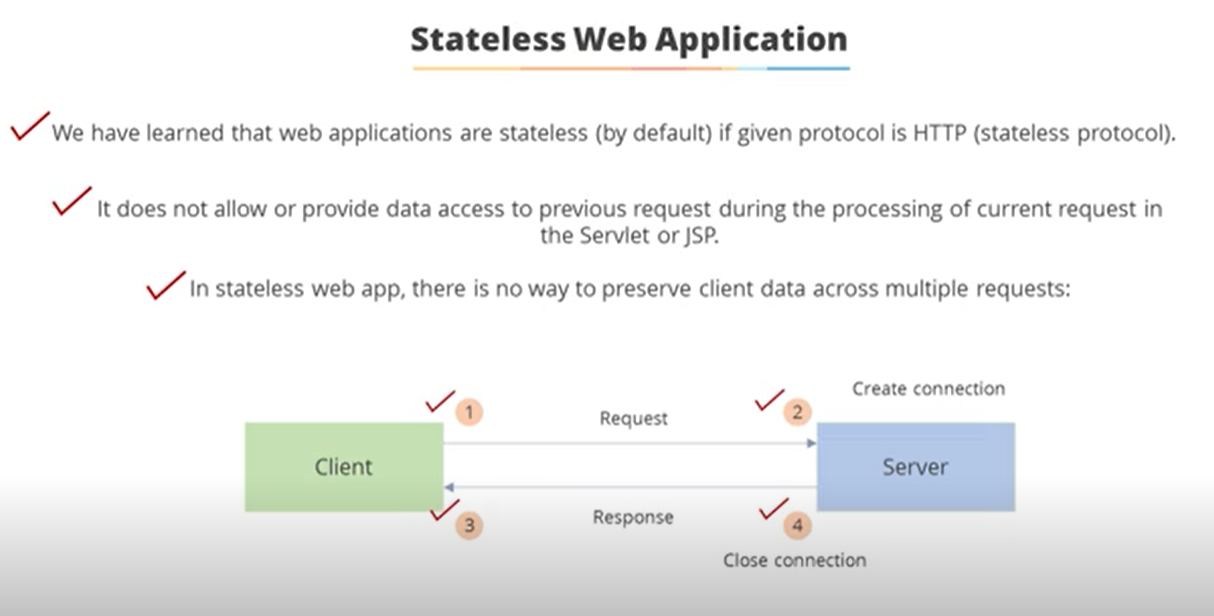 Stateless Web Application
We have learned that web applications are stateless (by default) if given protocol is HTTP (stateless protocol).
It does not allow or provide data access to previous request during the processing of current request in
the Servlet or JSP.
In stateless web app, there is no way to preserve client data across multiple requests:
Create connection
1
Request
2
Client
Server
3
Response
4
Close connection